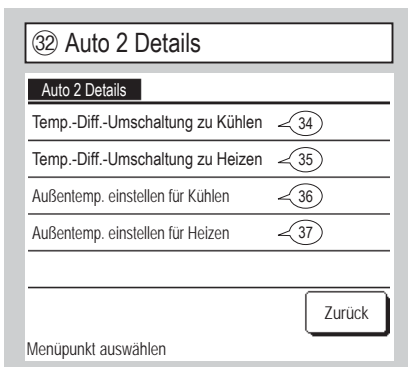 ㉜ Auto 2 Details
Auto 2 Details
Temp.-Diff.-Umschaltung zu Kühlen 34
Temp.-Diff.-Umschaltung zu Heizen 35
Außentemp. einstellen für Kühlen 36
Außentemp. einstellen für Heizen 37
Zurück
Menüpunkt auswählen